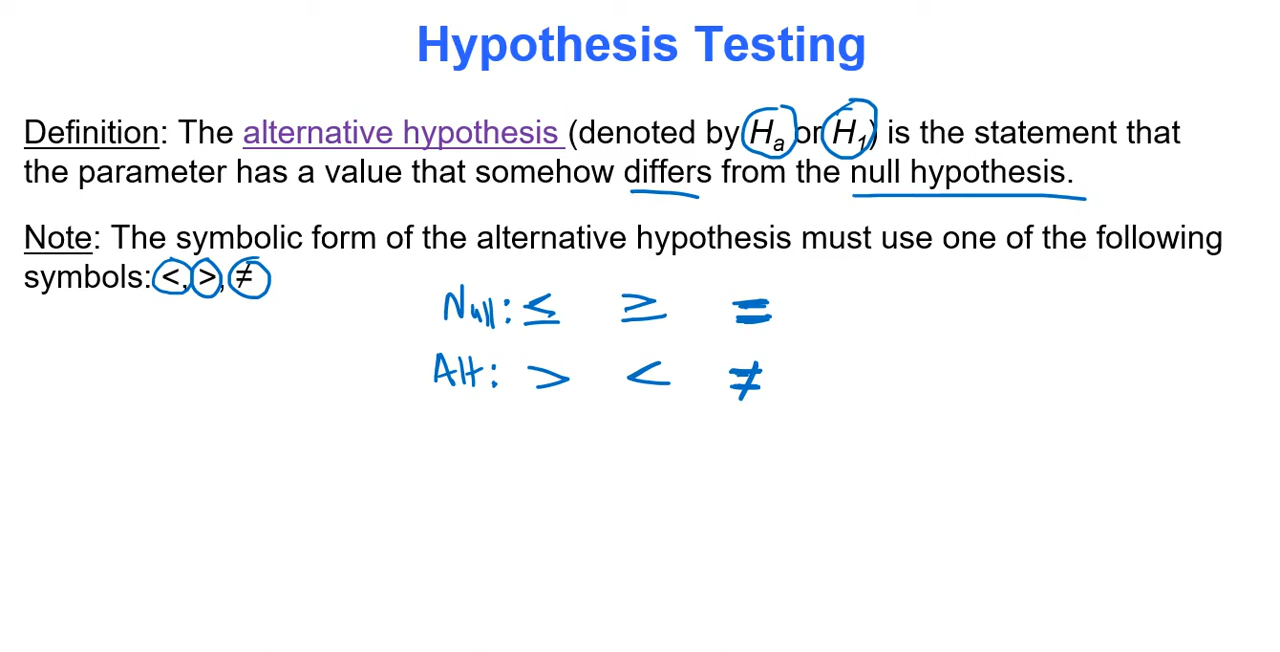 Hypothesis Testing
Definition: The alternative hypothesis (denoted by Hₐ or H₁) is the statement that
the parameter has a value that somehow differs from the null hypothesis.
Note: The symbolic form of the alternative hypothesis must use one of the following
symbols: <, >, ≠
Null: ≤ ≥ =
Alt: > < ≠